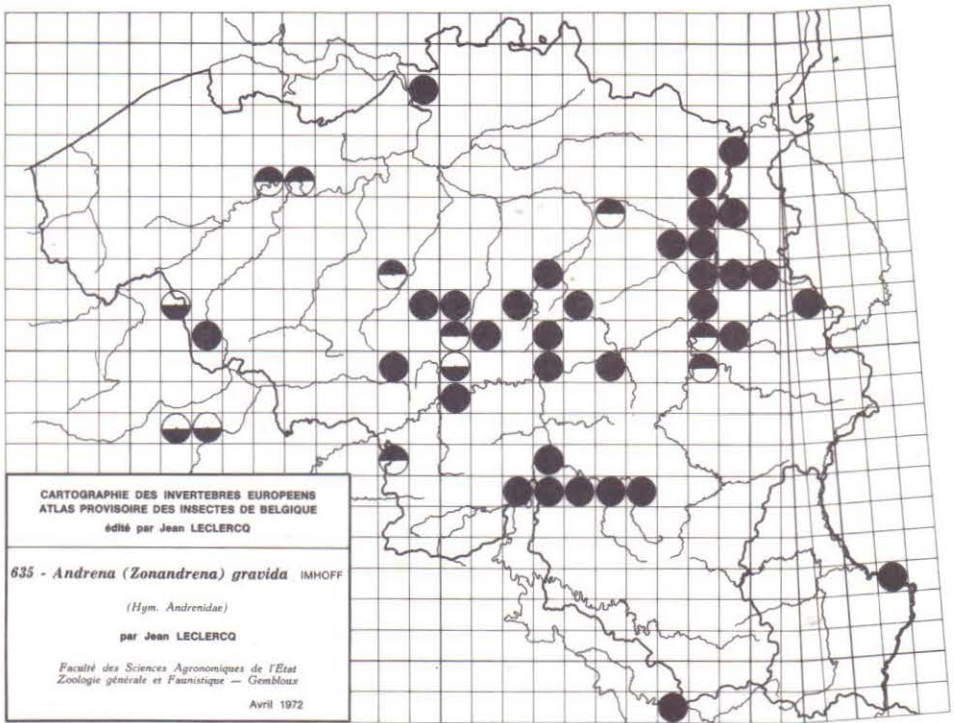 CARTOGRAPHIE DES INVERTEBRES EUROPEENS
ATLAS PROVISOIRE DES INSECTES DE BELGIQUE
édité par Jean LECLERCQ
635 - Andrena (Zonandrena) gravida IMHOFF
(Hym. Andrenidae)
par Jean LECLERCQ
Faculté des Sciences Agronomiques de l'État
Zoologie générale et Faunistique — Gembloux
Avril 1972